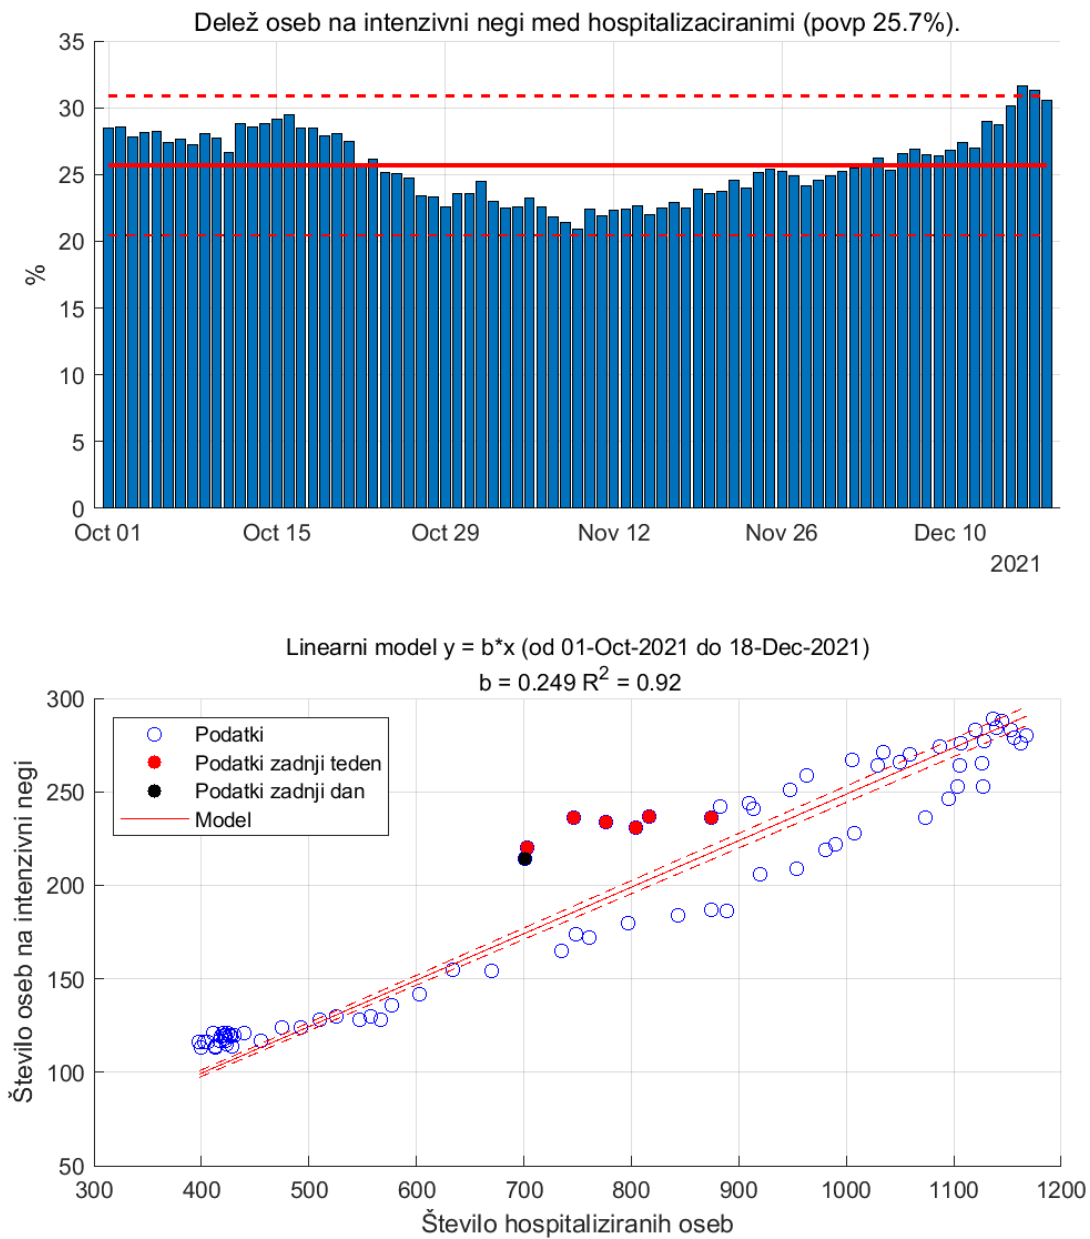 Delež oseb na intenzivni negi med hospitalizaciranimi (povp 25.7%).
35
30
25
20
15
10
5
0
%
Oct 01 Oct 15 Oct 29 Nov 12 Nov 26 Dec 10
2021
Linearni model y = b*x (od 01-Oct-2021 do 18-Dec-2021)
b = 0.249 R² = 0.92
300
250
200
150
100
50
Število oseb na intenzivni negi
Podatki
Podatki zadnji teden
Podatki zadnji dan
Model
300 400 500 600 700 800 900 1000 1100 1200
Število hospitaliziranih oseb